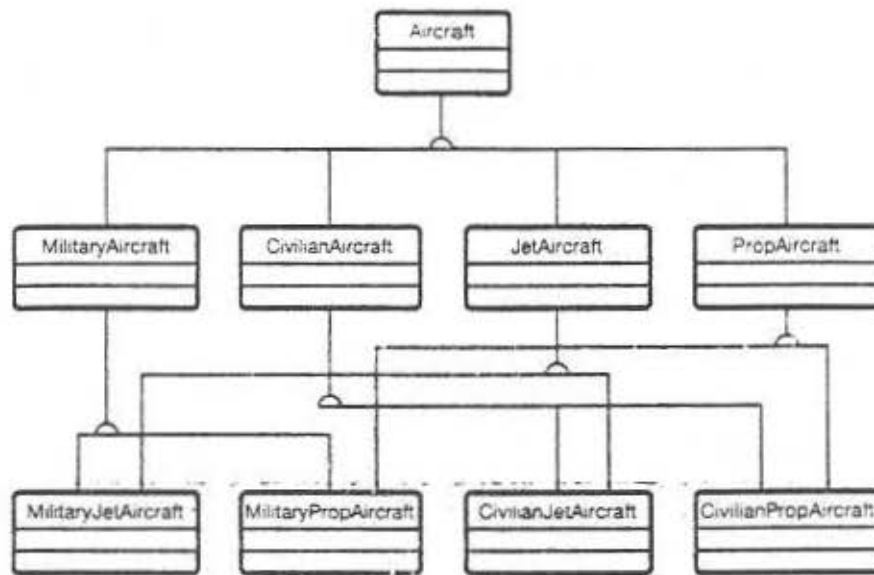 Aircraft
MilitaryAircraft
CivilianAircraft
JetAircraft
PropAircraft
MilitaryJetAircraft
MilitaryPropAircraft
CivilianJetAircraft
CivilianPropAircraft